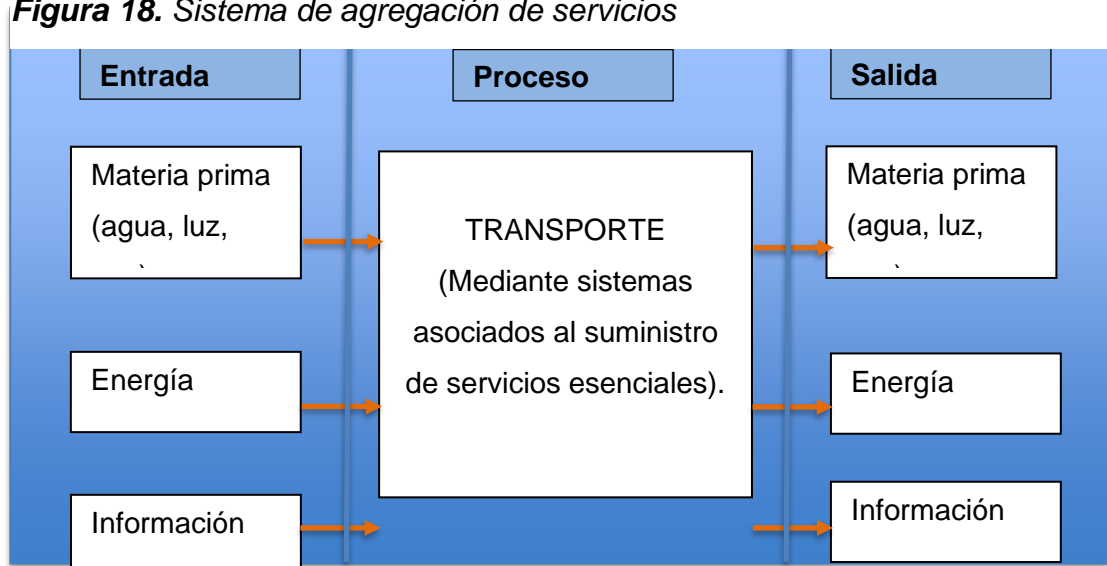 Figura 18. Sistema de agregación de servicios
Entrada
Proceso
Salida
Materia prima
(agua, luz,
Energía
Información
TRANSPORTE
(Mediante sistemas
asociados al suministro
de servicios esenciales).
Materia prima
(agua, luz,
Energía
Información